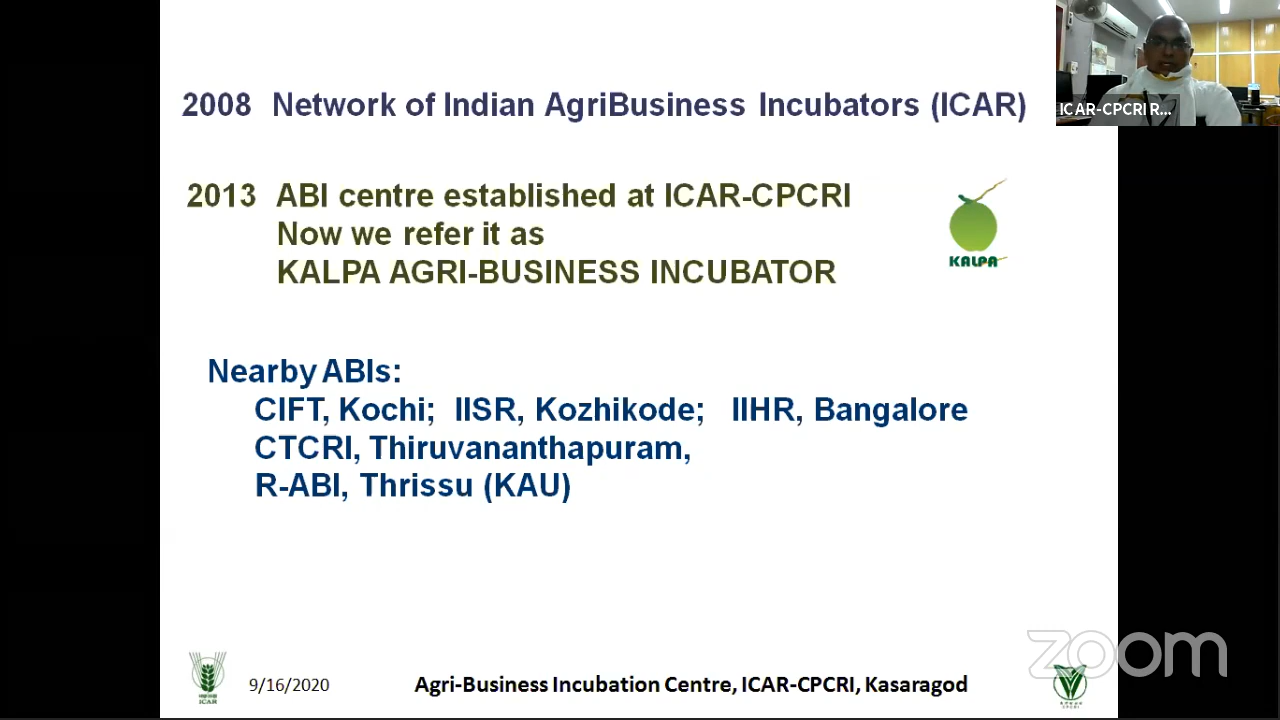 2008 Network of Indian AgriBusiness Incubators (ICAR)
ICAR-CPCRI R...
2013 ABI centre established at ICAR-CPCRI
Now we refer it as
KALPA AGRI-BUSINESS INCUBATOR
KALPA
Nearby ABIs:
CIFT, Kochi; IISR, Kozhikode; IIHR, Bangalore
CTCRI, Thiruvananthapuram,
R-ABI, Thrissu (KAU)
zoom
ICAR
9/16/2020
Agri-Business Incubation Centre, ICAR-CPCRI, Kasaragod
CPCRI